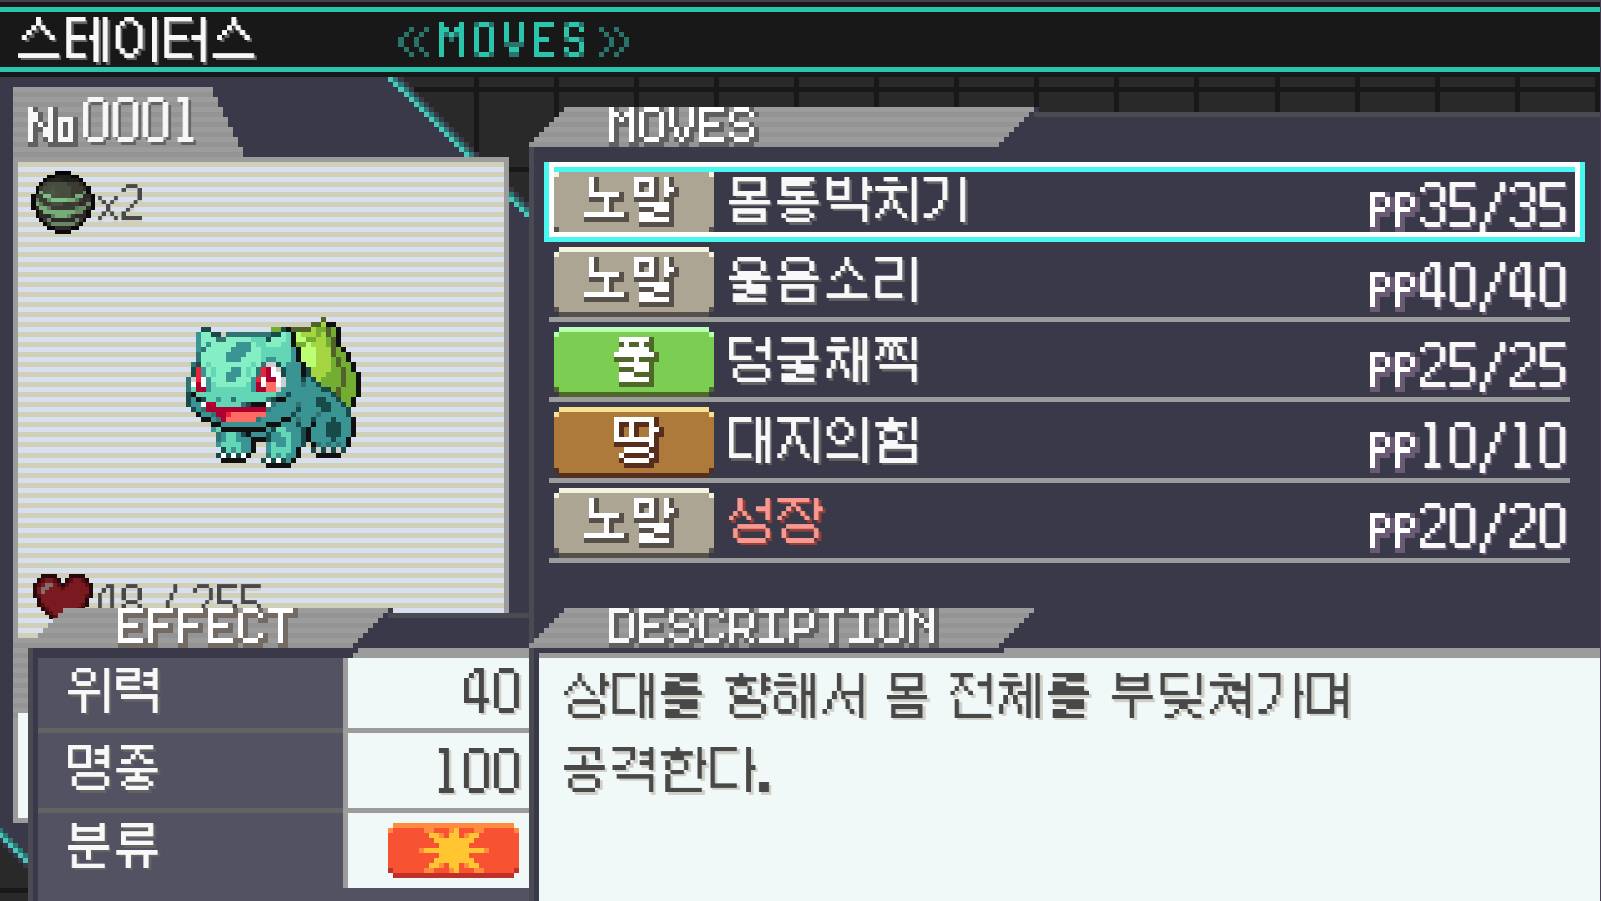 스테이터스
«MOVES»
No0001
x2
48 / 255
MOVES
노말 몸통박치기 PP35/35
노말 울음소리 PP40/40
풀 덩굴채찍 PP25/25
땅 대지의힘 PP10/10
노말 성장 PP20/20
EFFECT
위력 40
명중 100
분류
DESCRIPTION
상대를 향해서 몸 전체를 부딪쳐가며
공격한다.